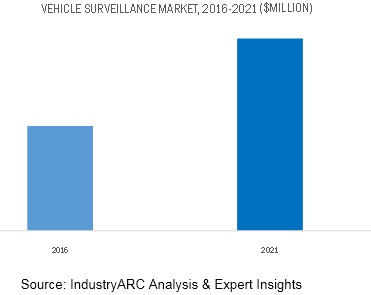 VEHICLE SURVEILLANCE MARKET, 2016-2021 ($MILLION)
2016
2021
Source: IndustryARC Analysis & Expert Insights